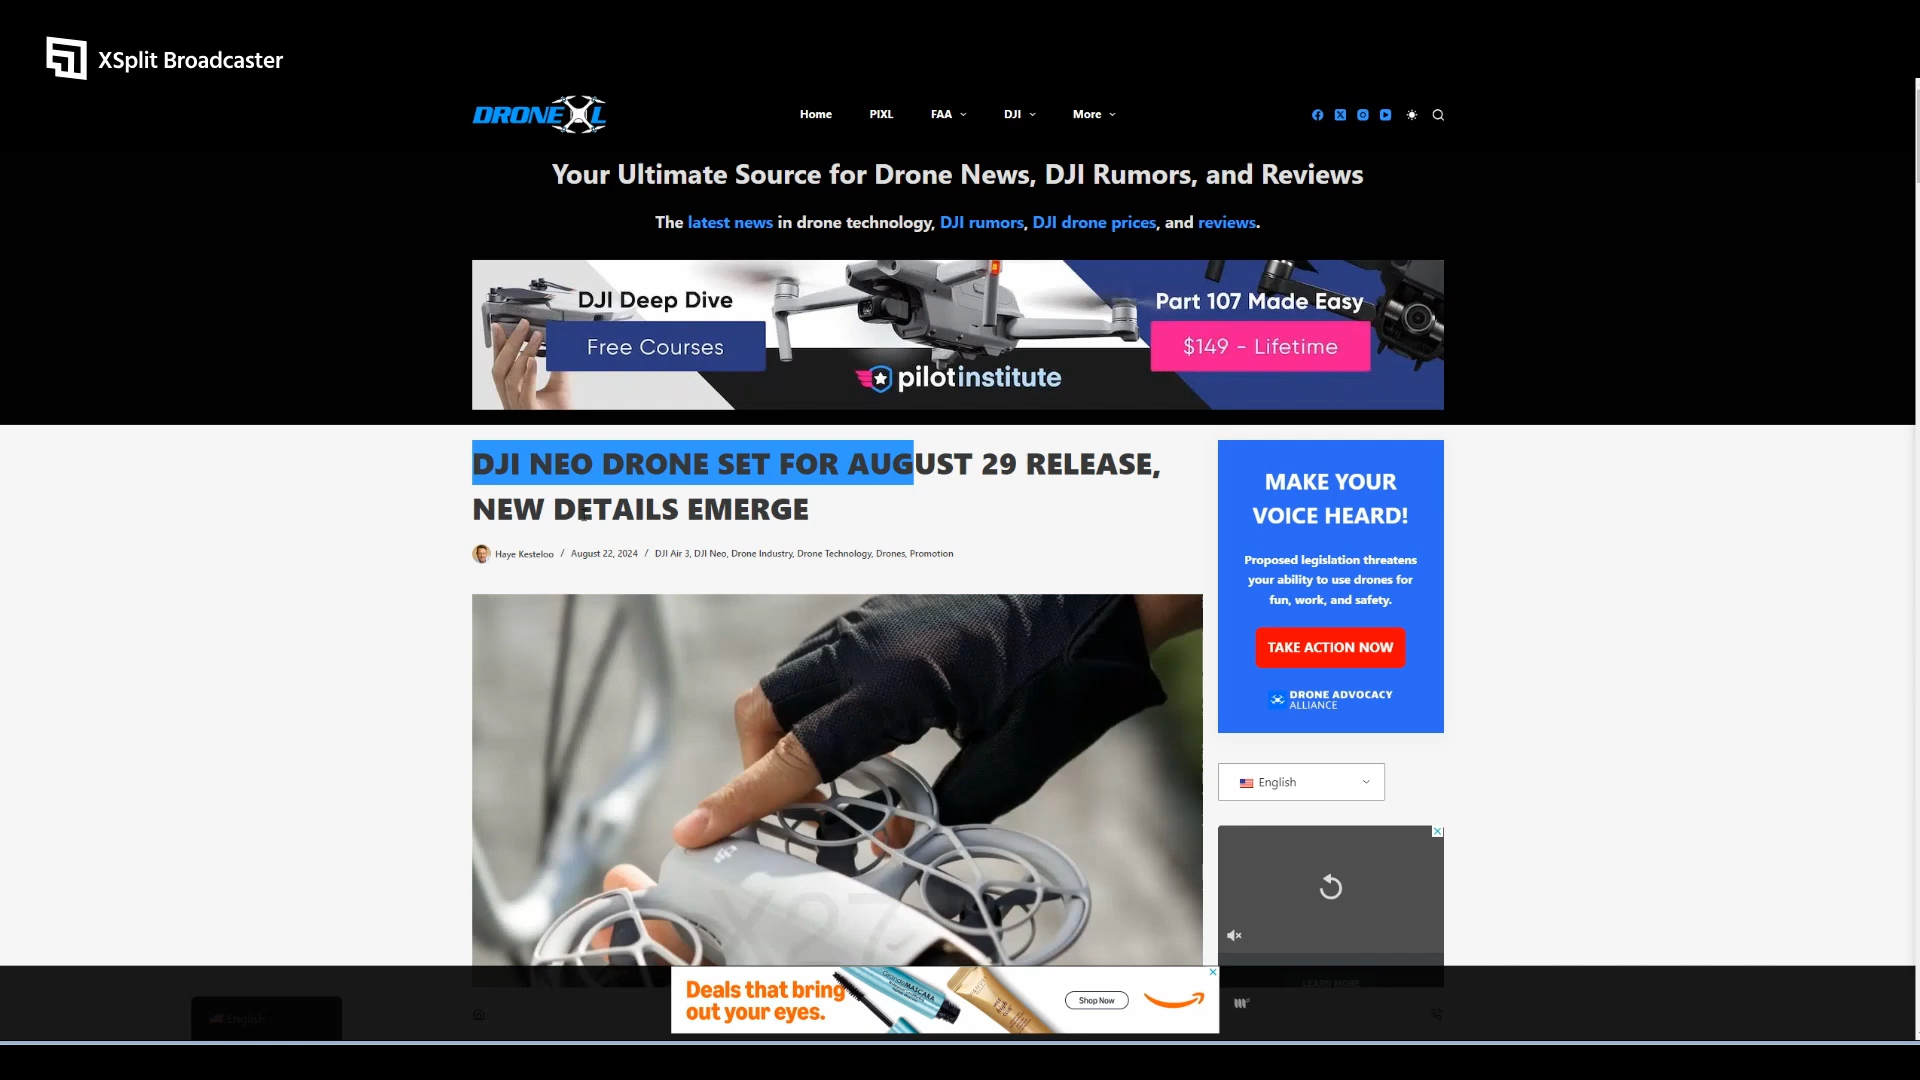 XSplit Broadcaster
DRONEXL
Home PIXL FAA DJI More
Your Ultimate Source for Drone News, DJI Rumors, and Reviews
The latest news in drone technology, DJI rumors, DJI drone prices, and reviews.
DJI Deep Dive
Free Courses
pilotinstitute
Part 107 Made Easy
$149 - Lifetime
DJI NEO DRONE SET FOR AUGUST 29 RELEASE,
NEW DETAILS EMERGE
Haye Kesteloo / August 22, 2024 / DJI Air 3, DJI Neo, Drone Industry, Drone Technology, Drones, Promotion
MAKE YOUR
VOICE HEARD!
Proposed legislation threatens
your ability to use drones for
fun, work, and safety.
TAKE ACTION NOW
DRONE ADVOCACY
ALLIANCE
English
dji
LEARN MORE
English
Deals that bring
out your eyes.
Shop Now